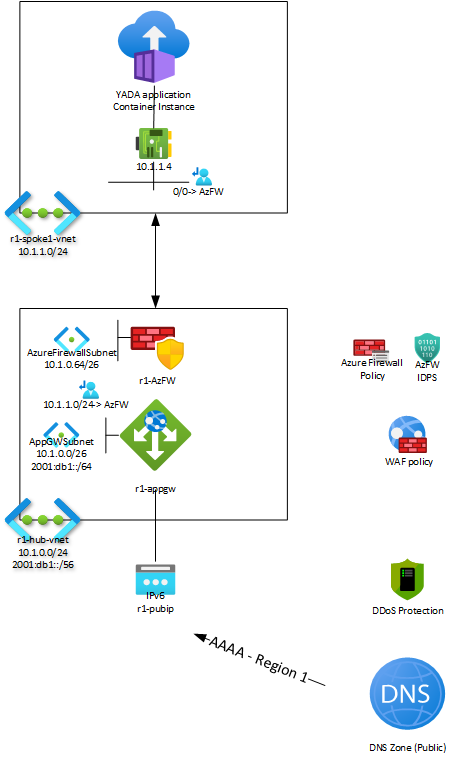 YADA application
Container Instance
10.1.1.4
0/0-> AzFW
r1-spoke1-vnet
10.1.1.0/24
AzureFirewallSubnet
10.1.0.64/26
r1-AzFW
10.1.1.0/24-> AzFW
AppGWSubnet
10.1.0.0/26
2001:db1::/64
r1-appgw
r1-hub-vnet
10.1.0.0/24
2001:db1::/56
IPv6
r1-pubip
AAAA - Region 1
Azure Firewall
Policy
01101
1010
110
AzFW
IDPS
WAF policy
DDoS Protection
DNS
DNS Zone (Public)